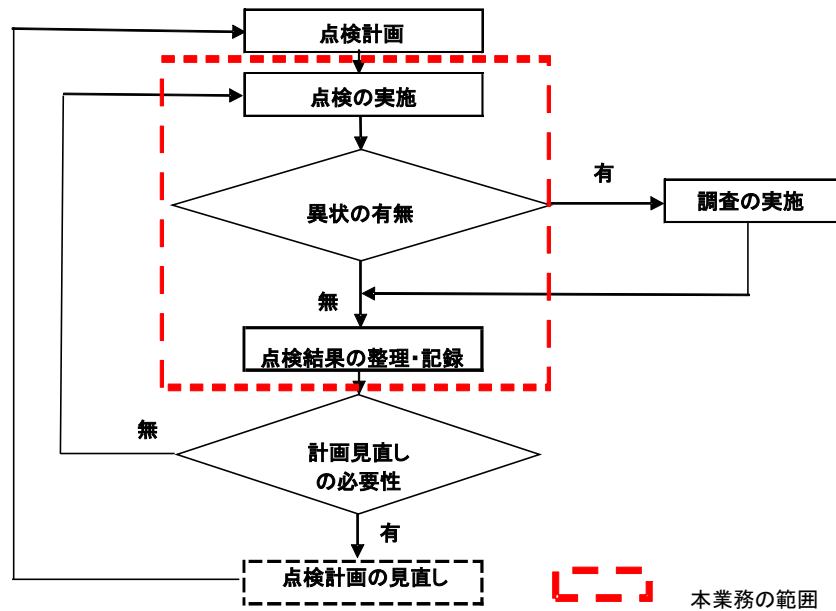 点検計画
点検の実施
異状の有無
有
調査の実施
無
点検結果の整理・記録
無
計画見直し
の必要性
有
点検計画の見直し
本業務の範囲